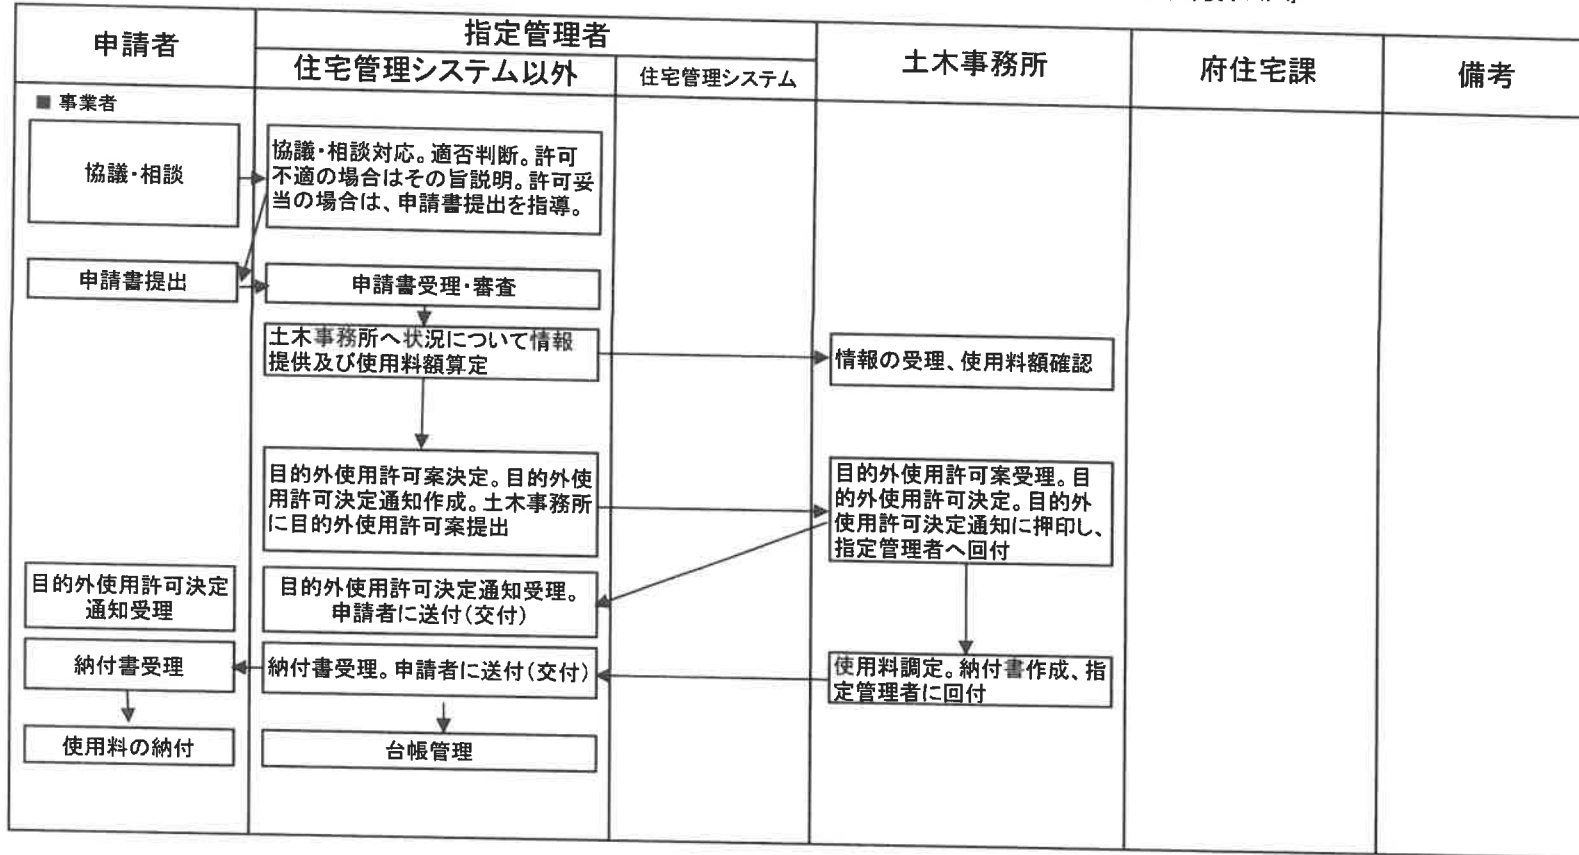 申請者
指定管理者
住宅管理システム以外
住宅管理システム
土木事務所
府住宅課
備考
■ 事業者
協議・相談
協議・相談対応。適否判断。許可
不適の場合はその旨説明。許可妥
当の場合は、申請書提出を指導。
申請書提出
申請書受理・審査
土木事務所へ状況について情報
提供及び使用料額算定
情報の受理、使用料額確認
目的外使用許可案決定。目的外使
用許可決定通知作成。土木事務所
に目的外使用許可案提出
目的外使用許可案受理。目
的外使用許可決定。目的外
使用許可決定通知に押印し、
指定管理者へ回付
目的外使用許可決定
通知受理
目的外使用許可決定通知受理。
申請者に送付(交付)
納付書受理
納付書受理。申請者に送付(交付)
使用料調定。納付書作成、指
定管理者に回付
使用料の納付
台帳管理